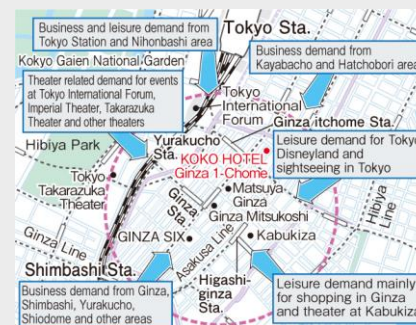 Business and leisure demand from
Tokyo Station and Nihonbashi area
Tokyo Sta.
Kokyo Gaien National Garden
Business demand from
Kayabacho and Hatchobori area
Theater related demand for events
at Tokyo International Forum,
Imperial Theater, Takarazuka
Theater and other theaters
Tokyo
International
Forum
Ginza itchome Sta.
Hibiya Park
Yurakucho
Sta.
KOKO HOTEL
Ginza 1-Chome
Leisure demand for Tokyo
Disneyland and
sightseeing in Tokyo
Tokyo
Takarazuka
Theater
Ginza
Sta.
Matsuya-
Ginza
Ginza Mitsukoshi
Hibiya
Line
Ginza Line
GINZA SIX
Asakusa Line
Kabukiza
Shimbashi Sta.
Higashi-
ginza
Sta.
Business demand from Ginza,
Shimbashi, Yurakucho,
Shiodome and other areas
Leisure demand mainly
for shopping in Ginza
and theater at Kabukiza